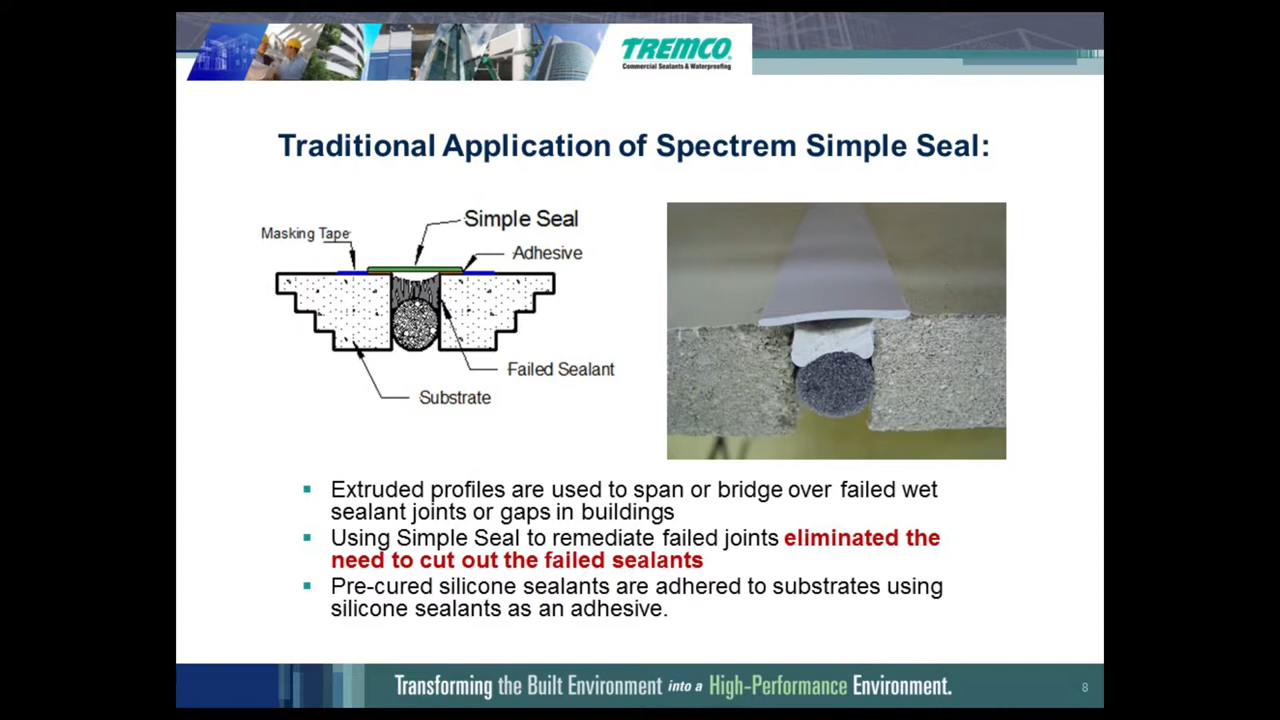 TREMCO
Commercial Sealants & Waterproofing
Traditional Application of Spectrem Simple Seal:
Simple Seal
Masking Tape
Adhesive
Failed Sealant
Substrate
Extruded profiles are used to span or bridge over failed wet
sealant joints or gaps in buildings
Using Simple Seal to remediate failed joints eliminated the
need to cut out the failed sealants
Pre-cured silicone sealants are adhered to substrates using
silicone sealants as an adhesive.
Transforming the Built Environment into a High-Performance Environment.
8